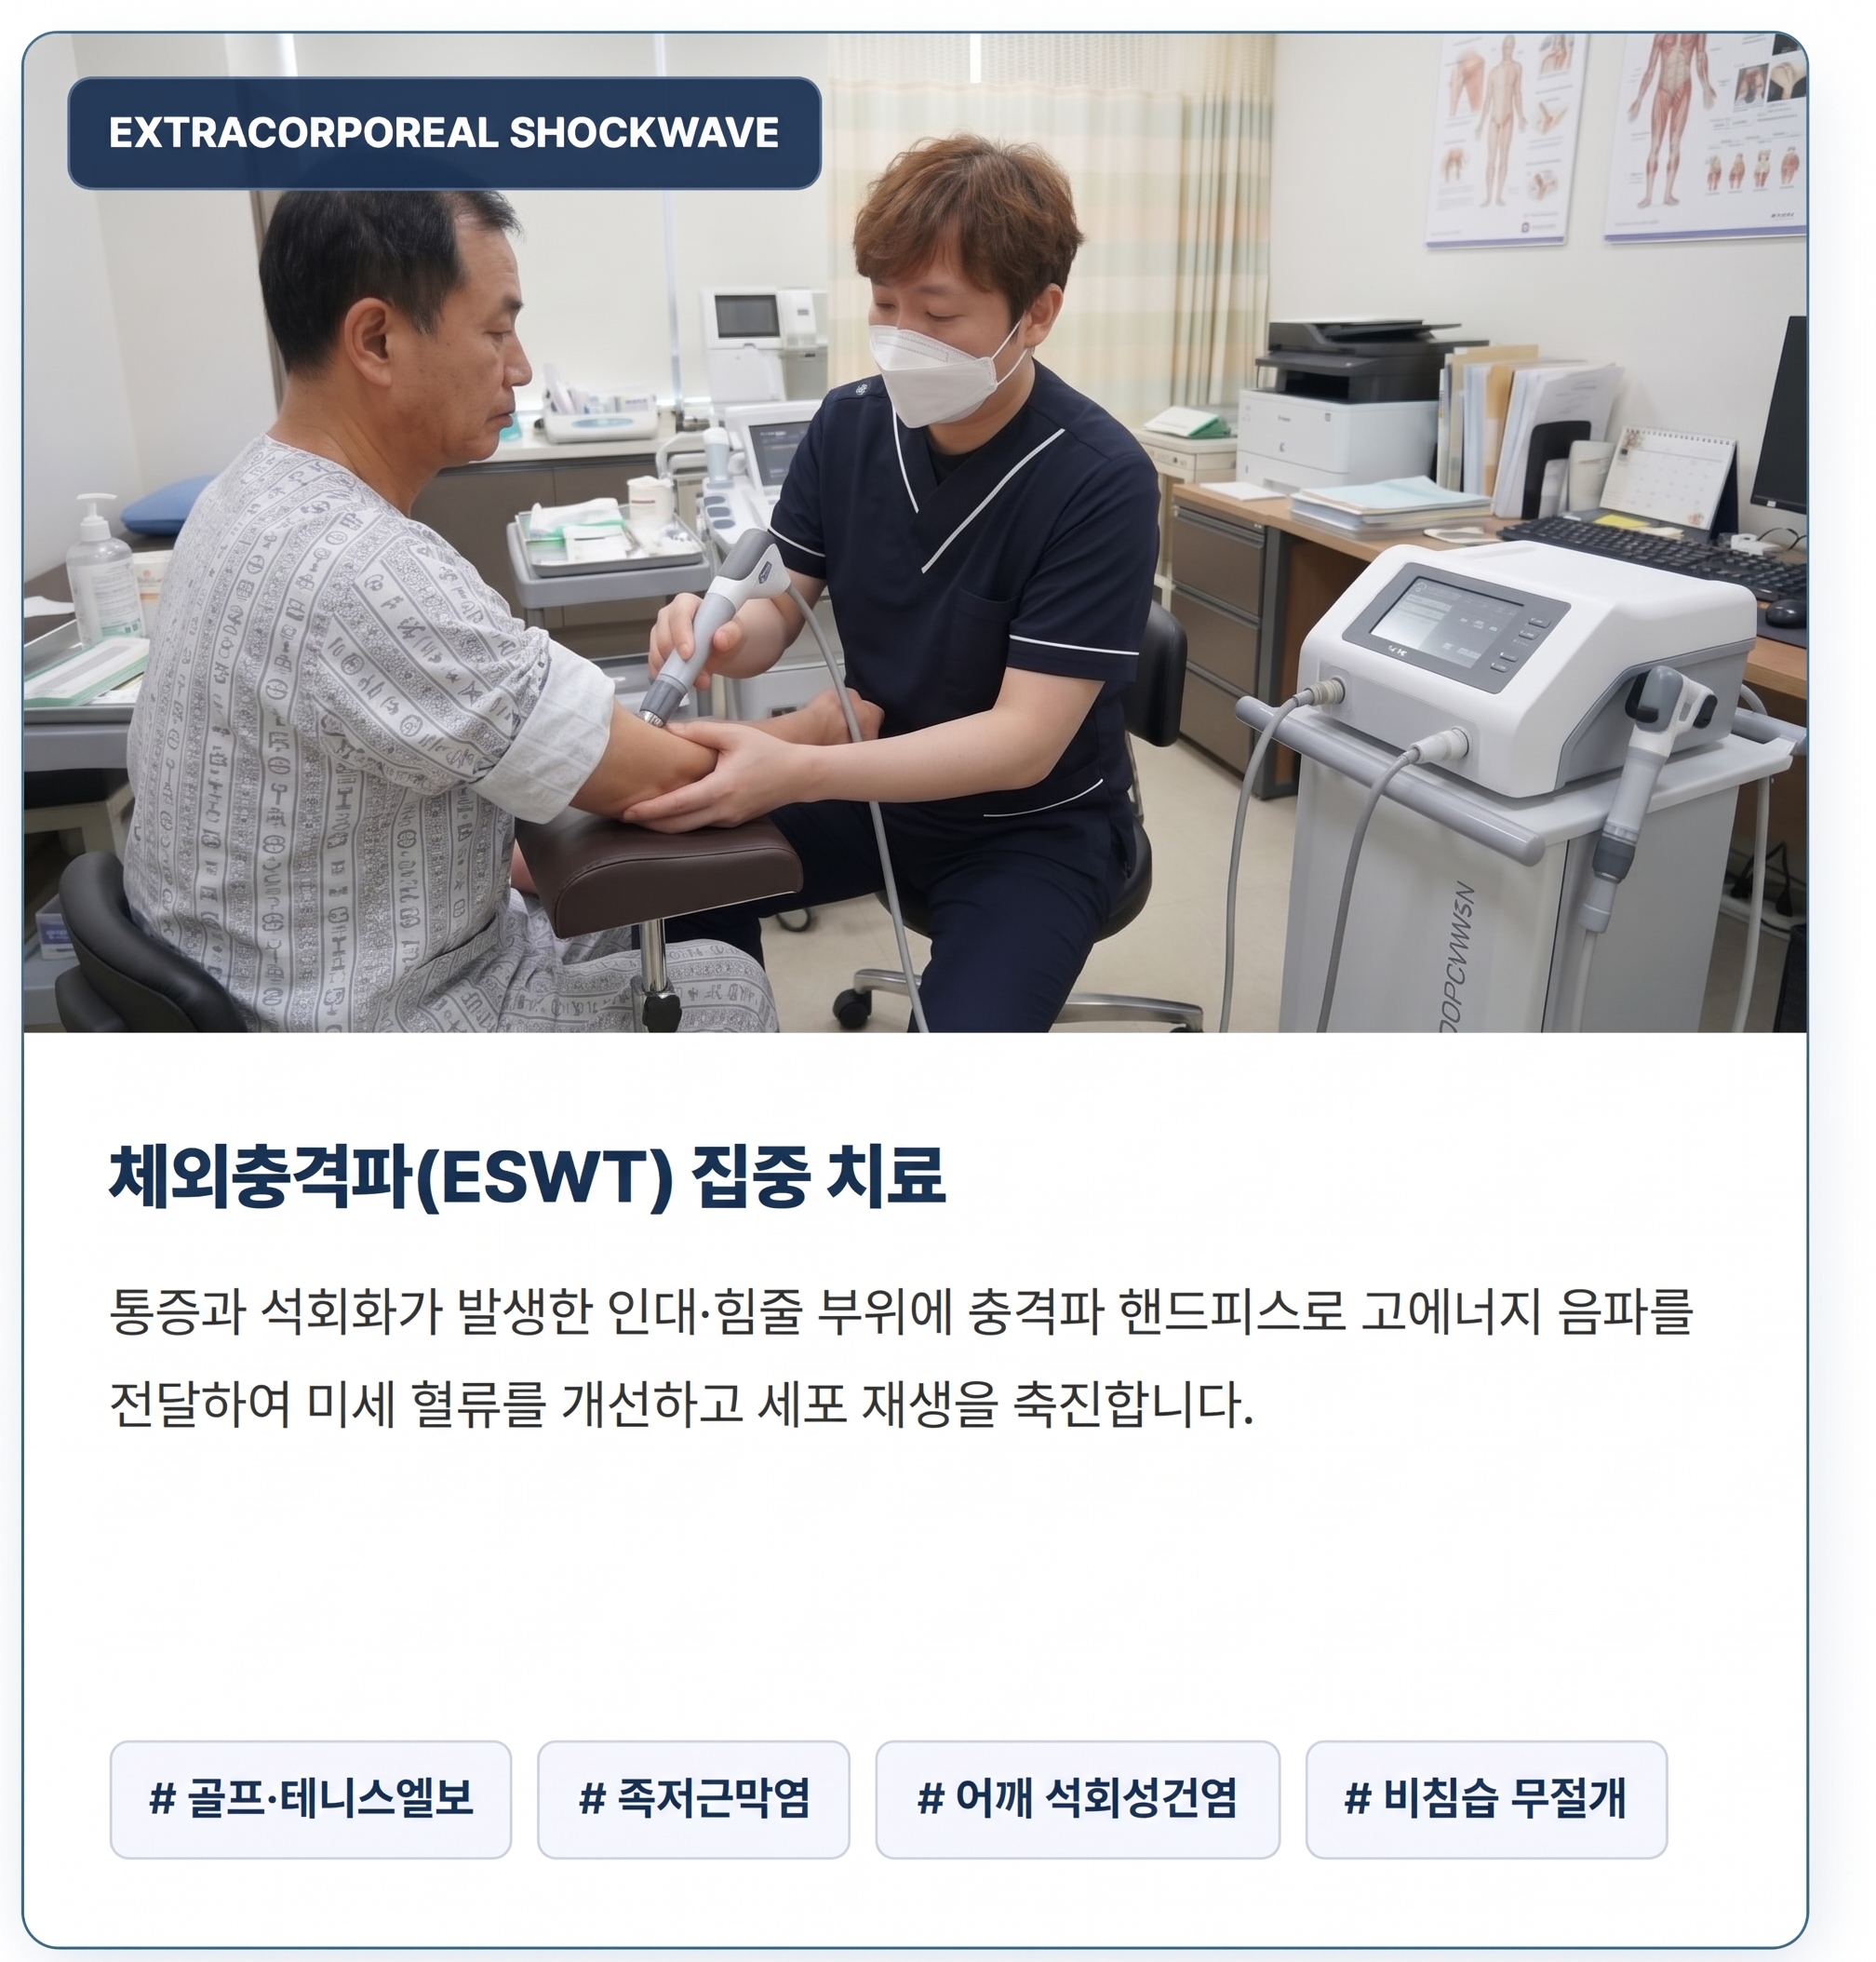 EXTRACORPOREAL SHOCKWAVE
체외충격파(ESWT) 집중 치료
통증과 석회화가 발생한 인대·힘줄 부위에 충격파 핸드피스로 고에너지 음파를
전달하여 미세 혈류를 개선하고 세포 재생을 촉진합니다.
# 골프·테니스엘보
# 족저근막염
# 어깨 석회성건염
# 비침습 무절개